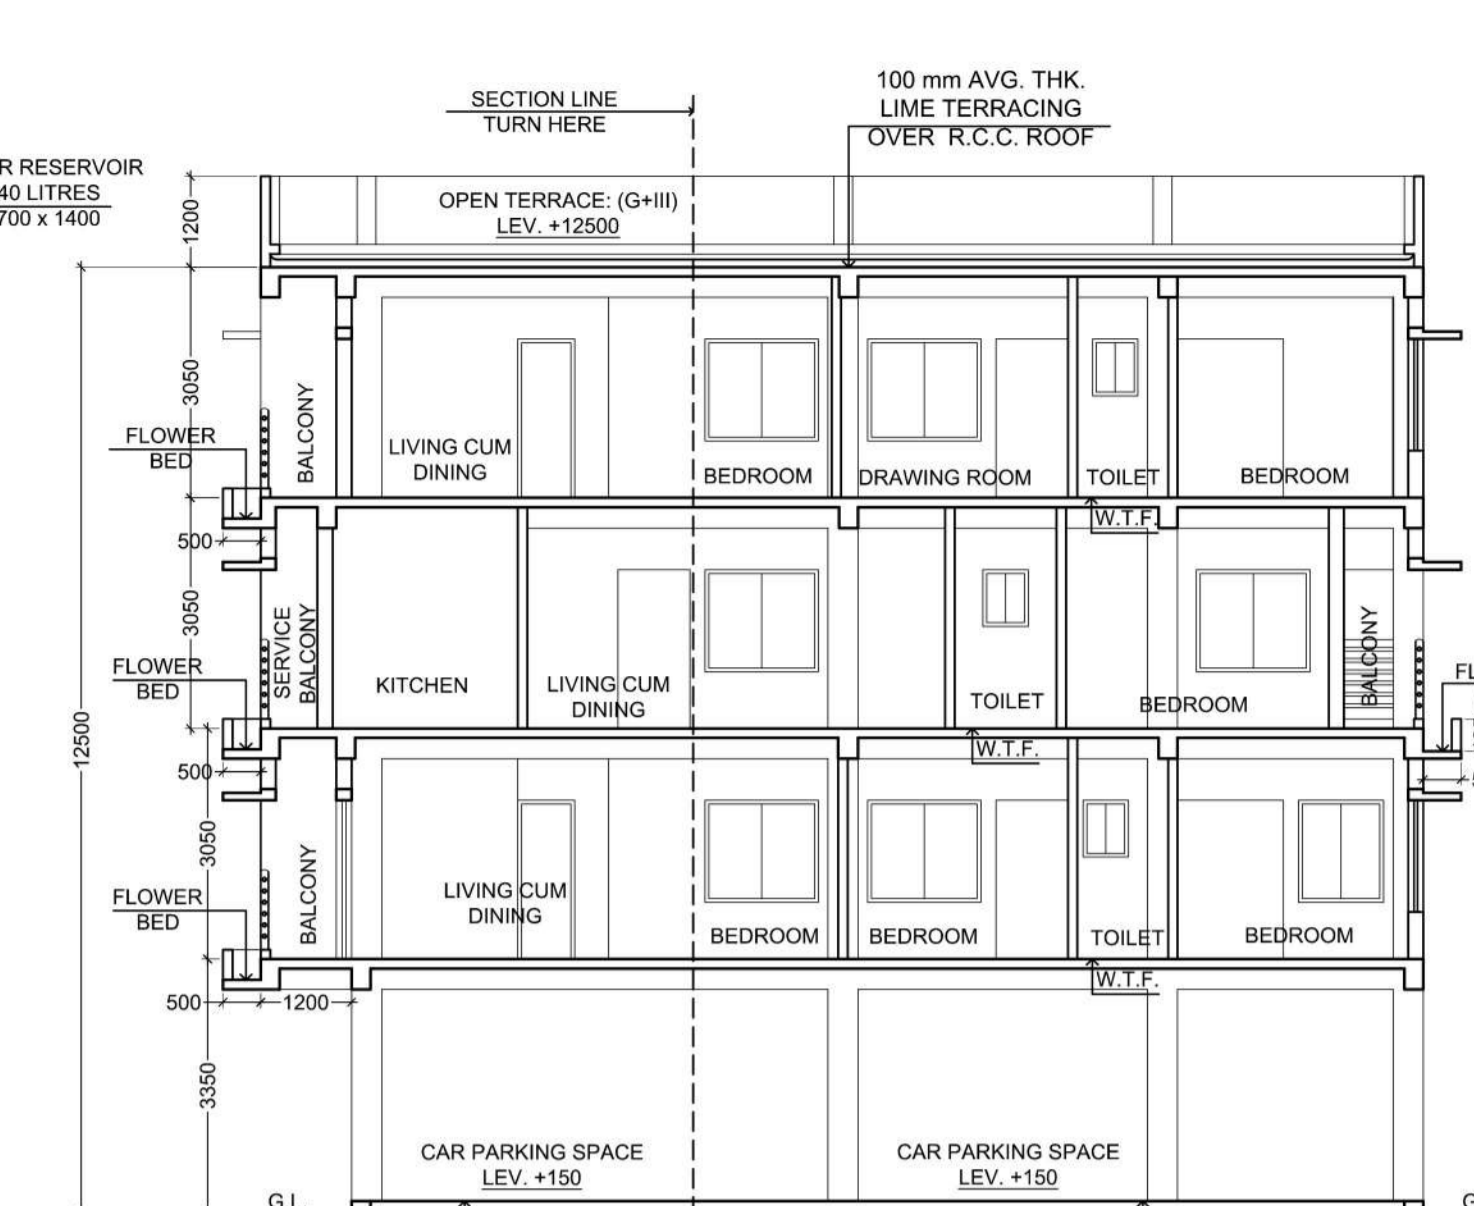 SECTION LINE
TURN HERE
100 mm AVG. THK.
LIME TERRACING
OVER R.C.C. ROOF
R RESERVOIR
40 LITRES
700 x 1400
1200
OPEN TERRACE: (G+III)
LEV. +12500
3050
FLOWER
BED
BALCONY
LIVING CUM
DINING
BEDROOM
DRAWING ROOM
TOILET
BEDROOM
W.T.F.
500
3050
FLOWER
BED
SERVICE
BALCONY
KITCHEN
LIVING CUM
DINING
TOILET
BEDROOM
BALCONY
FL
W.T.F.
12500
500
3050
FLOWER
BED
BALCONY
LIVING CUM
DINING
BEDROOM
BEDROOM
TOILET
BEDROOM
W.T.F.
500
1200
3350
CAR PARKING SPACE
LEV. +150
CAR PARKING SPACE
LEV. +150
G.L.